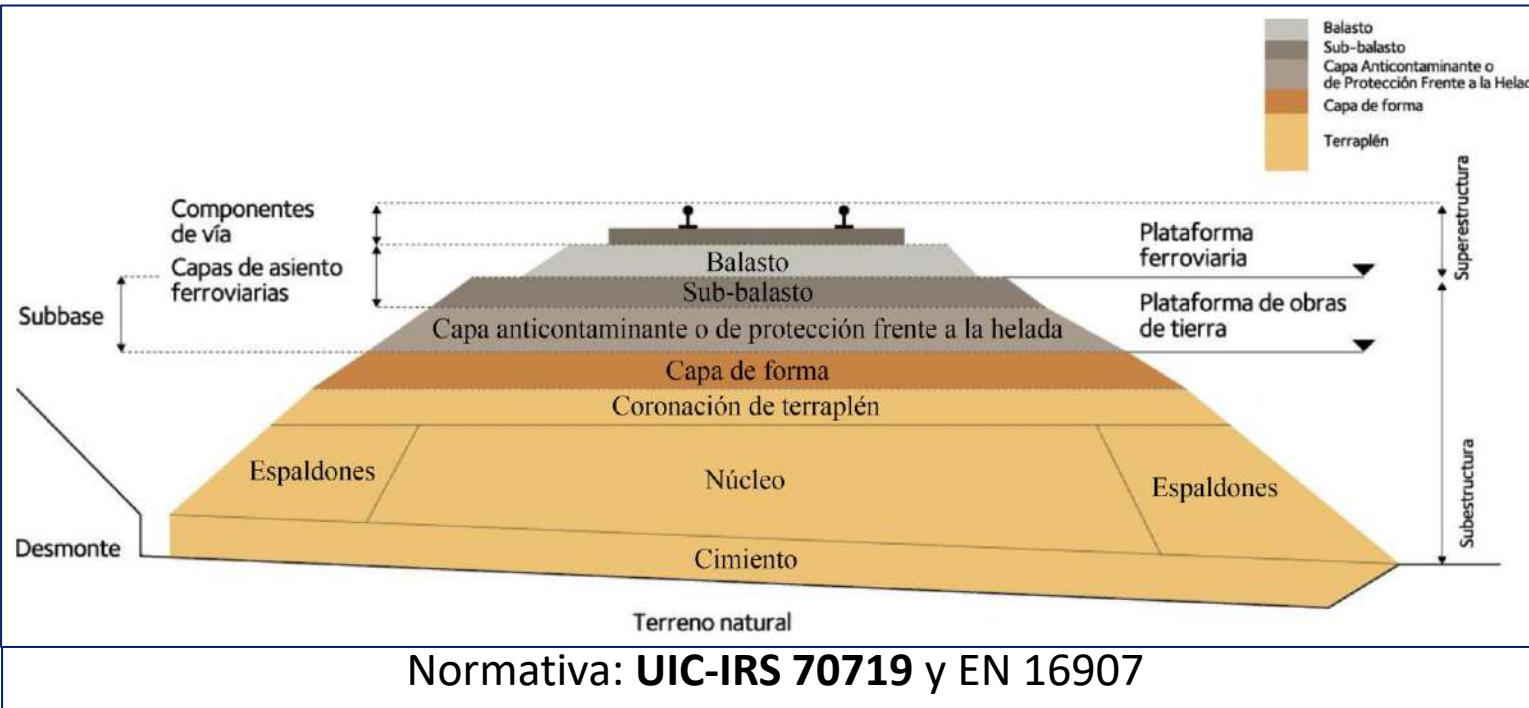 Balasto
Sub-balasto
Capa Anticontaminante o
de Protección Frente a la Helad
Capa de forma
Terraplén
Componentes
de vía
Capas de asiento
ferroviarias
Subbase
Balasto
Sub-balasto
Capa anticontaminante o de protección frente a la helada
Capa de forma
Coronación de terraplén
Espaldones
Núcleo
Espaldones
Cimiento
Plataforma
ferroviaria
Plataforma de obras
de tierra
Superestructura
Subestructura
Desmonte
Terreno natural
Normativa: UIC-IRS 70719 y EN 16907